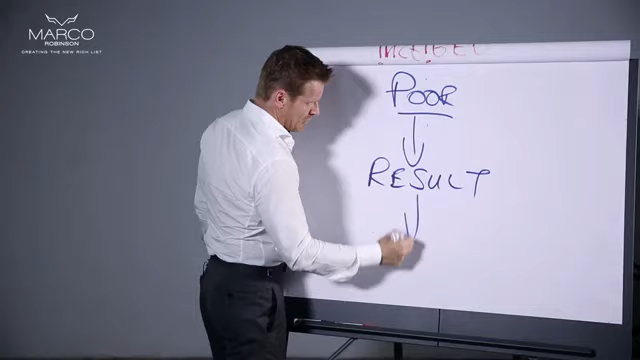 MARCO
ROBINSON
CREATING THE NEW RICH LIST
POOR
RESULT